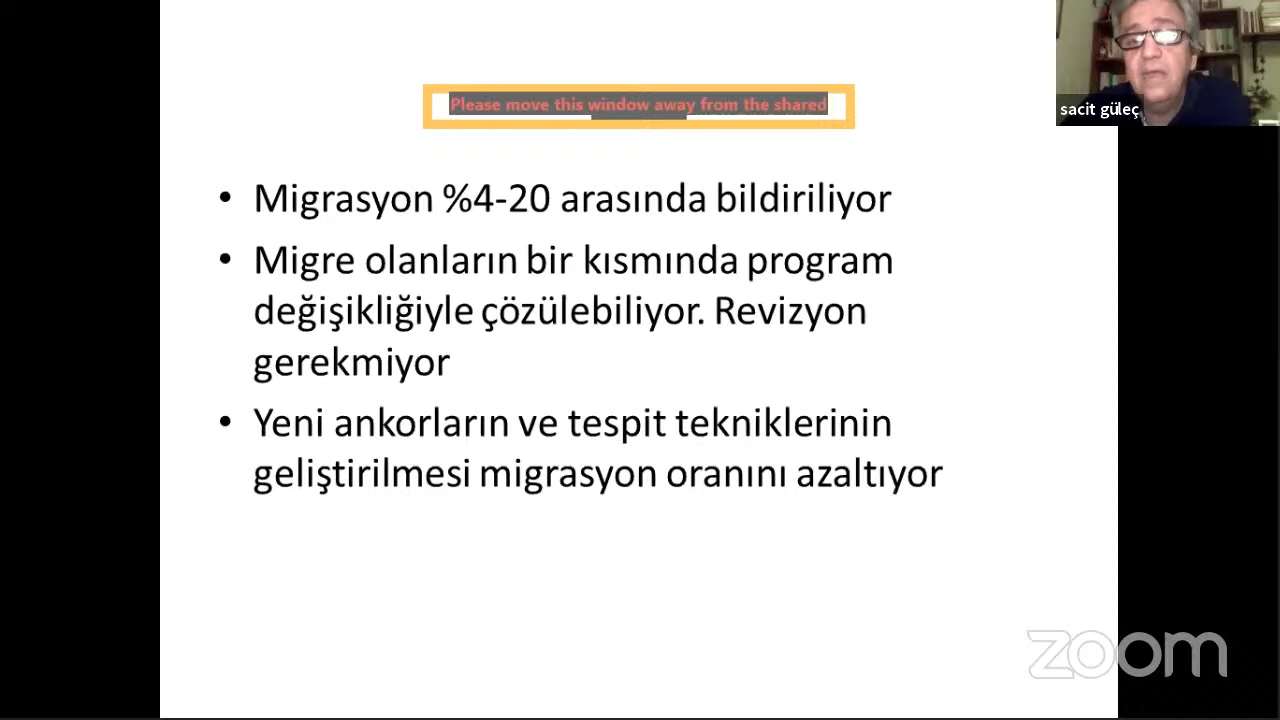 Please move this window away from the shared
sacit güleç
• Migrasyon %4-20 arasında bildiriliyor
• Migre olanların bir kısmında program
değişikliğiyle çözülebiliyor. Revizyon
gerekmiyor
• Yeni ankorların ve tespit tekniklerinin
geliştirilmesi migrasyon oranını azaltıyor
zoom